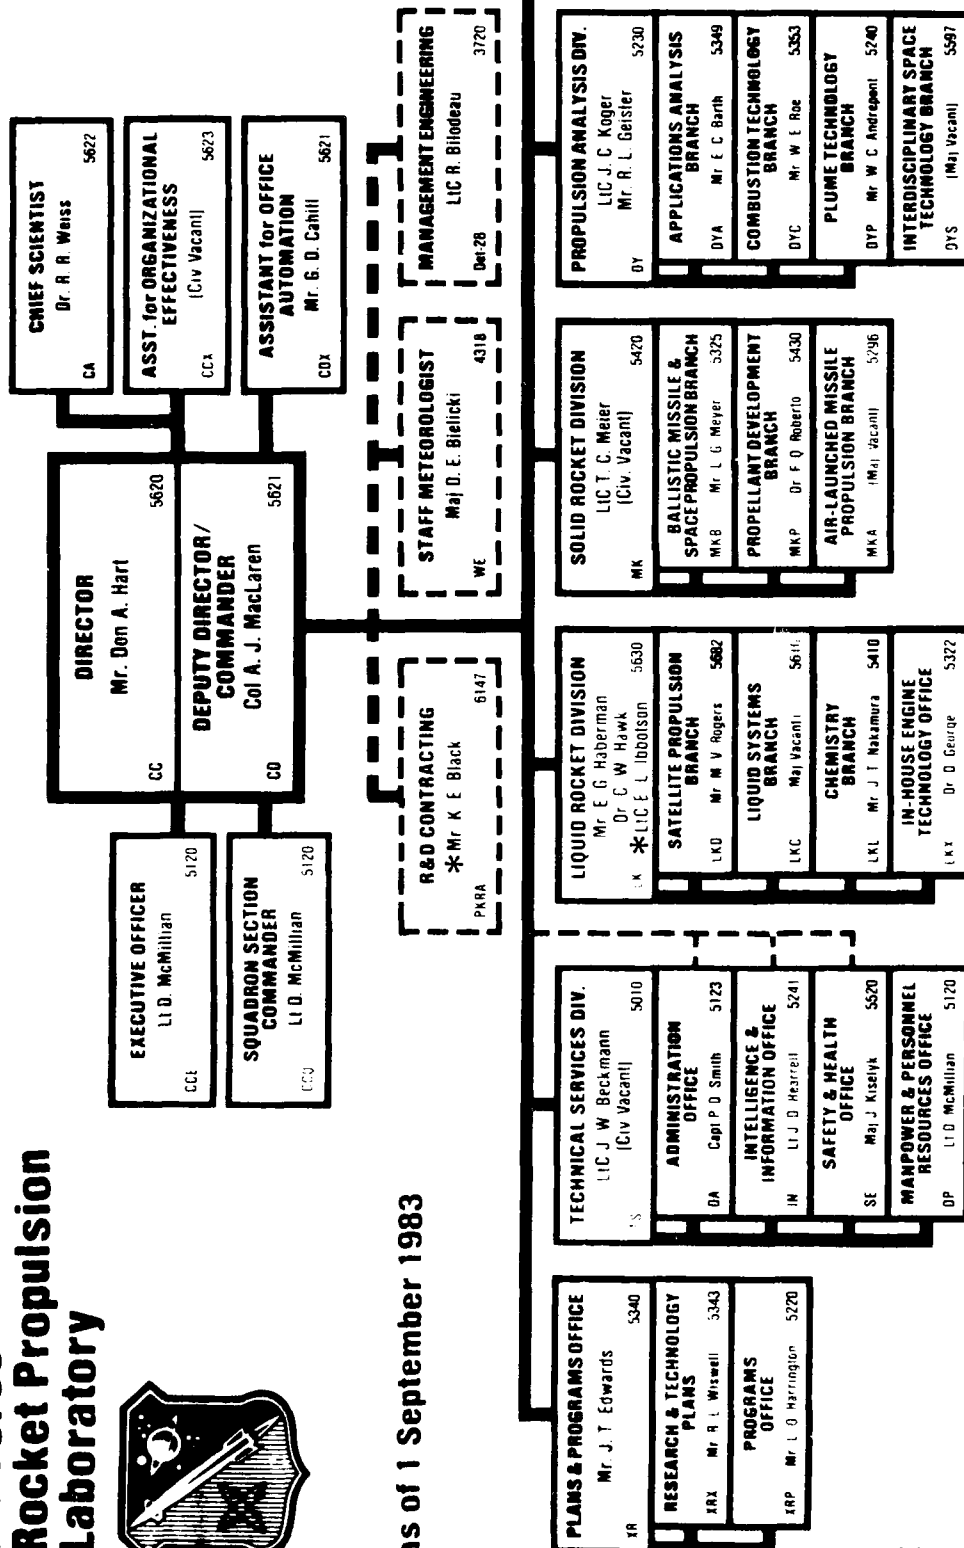 Rocket Propulsion
Laboratory
as of 1 September 1983
DIRECTOR
Mr. Don A. Hart
CC 5620
DEPUTY DIRECTOR/
COMMANDER
Col A. J. MacLaren
CD 5621
EXECUTIVE OFFICER
Lt D. McMillian
CCE 5120
SQUADRON SECTION
COMMANDER
Lt D. McMillian
CCQ 5120
CHIEF SCIENTIST
Dr. R. R. Weiss
CA 5622
ASST. for ORGANIZATIONAL
EFFECTIVENESS
(Civ Vacant)
CCX 5623
ASSISTANT for OFFICE
AUTOMATION
Mr. G. D. Cahill
CDX 5621
R&D CONTRACTING
*Mr K E Black
PKRA 6147
STAFF METEOROLOGIST
Maj D. E. Bielicki
WE 4318
MANAGEMENT ENGINEERING
LtC R. Bilodeau
Det-28 3720
PLANS & PROGRAMS OFFICE
Mr. J. T Edwards
XR 5340
RESEARCH & TECHNOLOGY
PLANS
XRX Mr R L Wiswell 5343
PROGRAMS
OFFICE
XRP Mr L O Harrington 5220
TECHNICAL SERVICES DIV.
LtC J W Beckmann
(Civ Vacant)
TS 5010
ADMINISTRATION
OFFICE
DA Capt P D Smith 5123
INTELLIGENCE &
INFORMATION OFFICE
IN Lt J D Hearrell 5241
SAFETY & HEALTH
OFFICE
SE Maj J Kiselyk 5520
MANPOWER & PERSONNEL
RESOURCES OFFICE
DP Lt D McMillian 5120
LIQUID ROCKET DIVISION
Mr E G Haberman
Dr C W Hawk
*LtC E L Ibbotson
LK 5630
SATELLITE PROPULSION
BRANCH
LKD Mr M V Rogers 5682
LIQUID SYSTEMS
BRANCH
LKC Maj Vacant)
CHEMISTRY
BRANCH
LKL Mr J T Nakamura 5410
IN-HOUSE ENGINE
TECHNOLOGY OFFICE
LKX Dr D George 5322
SOLID ROCKET DIVISION
LtC T. C. Meier
(Civ. Vacant)
MK 5420
BALLISTIC MISSILE &
SPACE PROPULSION BRANCH
MKB Mr L G Meyer 5325
PROPELLANT DEVELOPMENT
BRANCH
MKP Dr F Q Roberto 5430
AIR-LAUNCHED MISSILE
PROPULSION BRANCH
MKA (Maj Vacant) 5296
PROPULSION ANALYSIS DIV.
LtC J. C Koger
Mr. R. L. Geisler
DY 5230
APPLICATIONS ANALYSIS
BRANCH
DYA Mr E C Barth 5349
COMBUSTION TECHNOLOGY
BRANCH
DYC Mr W E Roe 5353
PLUME TECHNOLOGY
BRANCH
DYP Mr W C Andrepont 5240
INTERDISCIPLINARY SPACE
TECHNOLOGY BRANCH
DYS (Maj Vacant) 5597